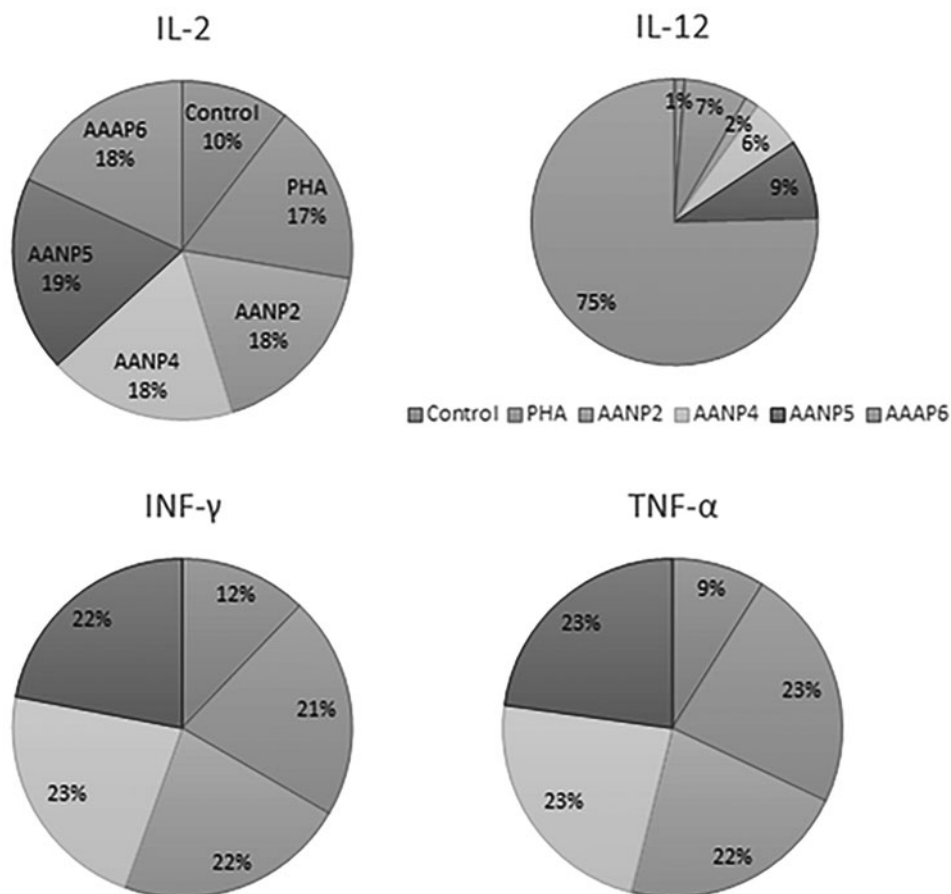 IL-2
Control
10%
PHA
17%
AANP2
18%
AANP4
18%
AANP5
19%
AAAP6
18%
IL-12
1%
7%
2%
6%
9%
75%
Control PHA AANP2 AANP4 AANP5 AAAP6
INF-γ
12%
21%
22%
23%
22%
TNF-α
9%
23%
22%
23%
23%